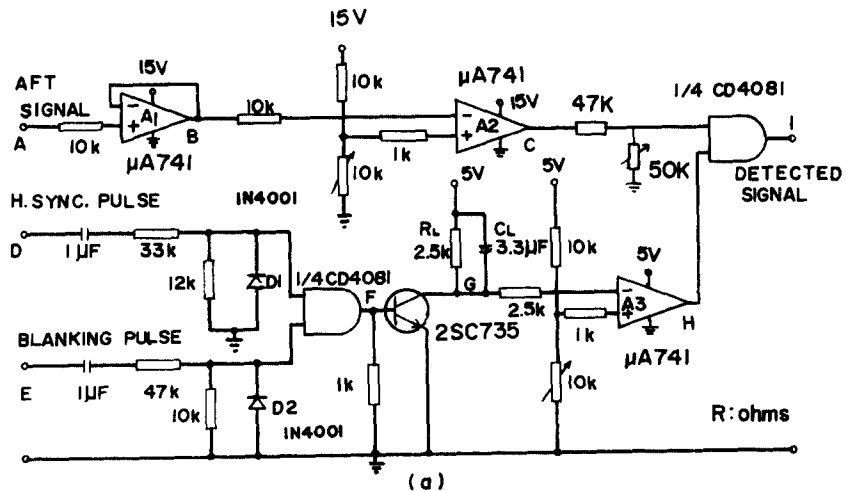 15V
AFT
SIGNAL
A
10k
15V
A1
µA741
B
10k
10k
10k
1k
µA741
15V
A2
C
47K
1/4 CD4081
50K
I
DETECTED
SIGNAL
H. SYNC. PULSE
D
1µF
33k
12k
1N4001
D1
1/4 CD4081
F
BLANKING PULSE
E
1µF
47k
10k
D2
1N4001
1k
5V
RL
2.5k
CL
3.3µF
G
2SC735
2.5k
5V
10k
1k
10k
5V
A3
H
µA741
R:ohms
(a)